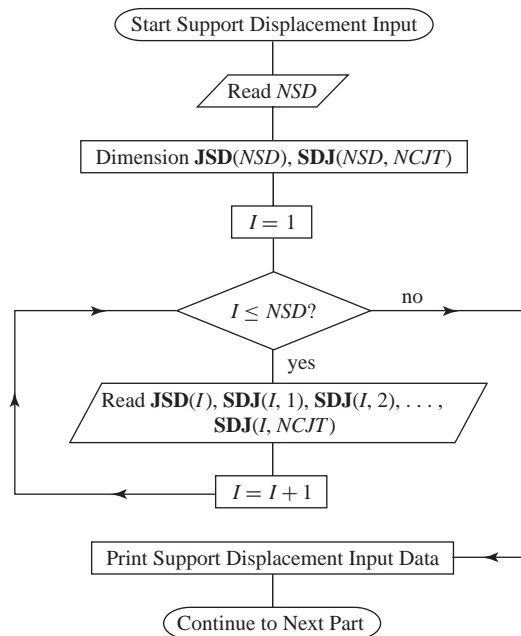 Start Support Displacement Input
Read NSD
Dimension JSD(NSD), SDJ(NSD, NCJT)
I = 1
I ≤ NSD?
no
yes
Read JSD(I), SDJ(I, 1), SDJ(I, 2), . . . ,
SDJ(I, NCJT)
I = I + 1
Print Support Displacement Input Data
Continue to Next Part